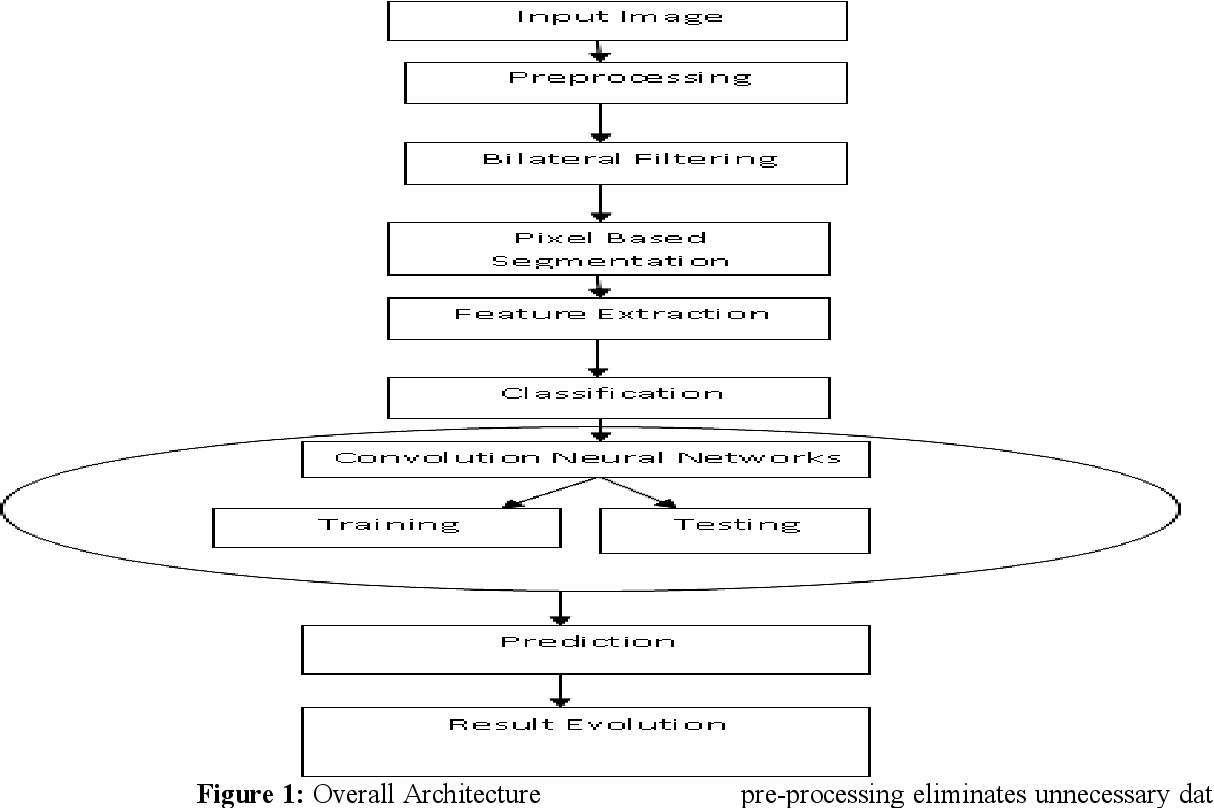 Input Image
Preprocessing
Bilateral Filtering
Pixel Based
Segmentation
Feature Extraction
Classification
Convolution Neural Networks
Training
Testing
Prediction
Result Evolution
Figure 1: Overall Architecture
pre-processing eliminates unnecessary dat